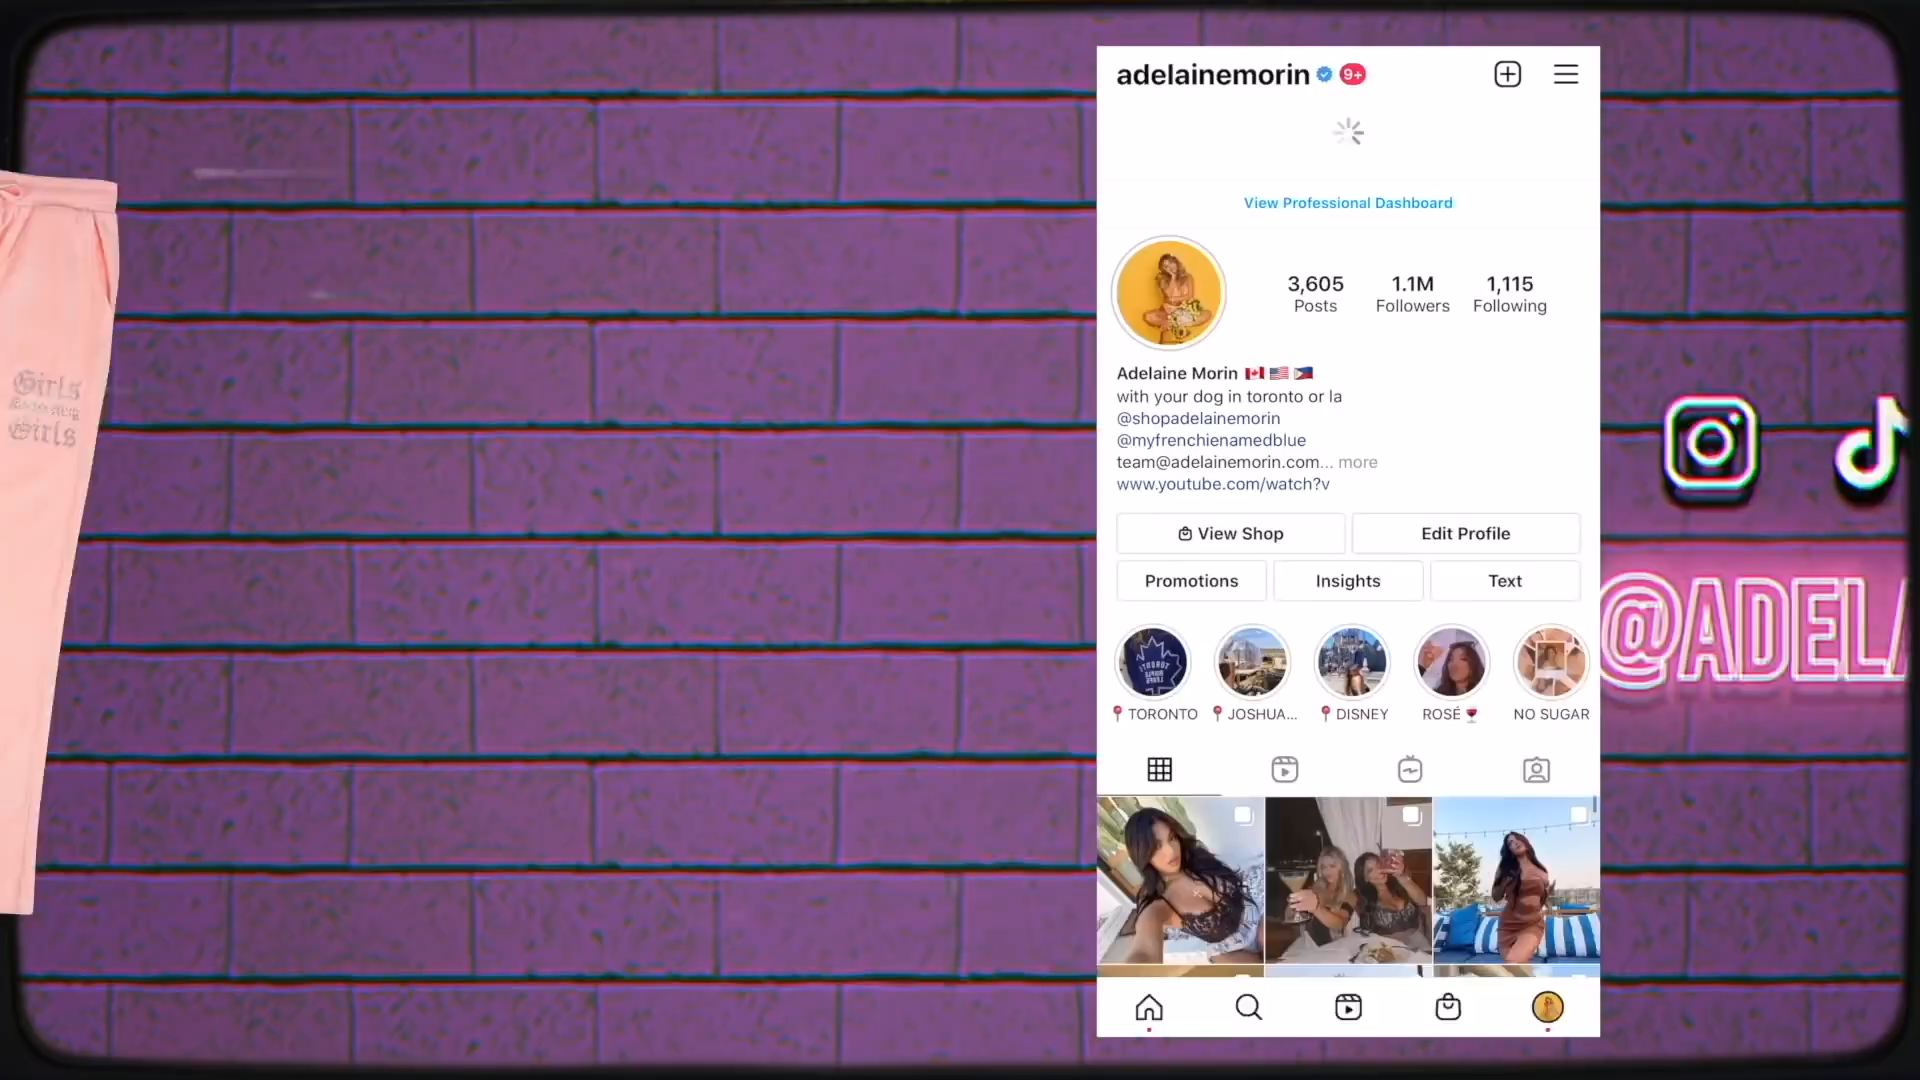 adelainemorin 9+
View Professional Dashboard
3,605 1.1M 1,115
Posts Followers Following
Adelaine Morin 🇨🇦 🇺🇸 🇵🇭
with your dog in toronto or la
@shopadelainemorin
@myfrenchienamedblue
team@adelainemorin.com... more
www.youtube.com/watch?v
View Shop Edit Profile
Promotions Insights Text
📍 TORONTO 📍 JOSHUA... 📍 DISNEY ROSÉ 🍷 NO SUGAR
Girls
Girls
@ADELA